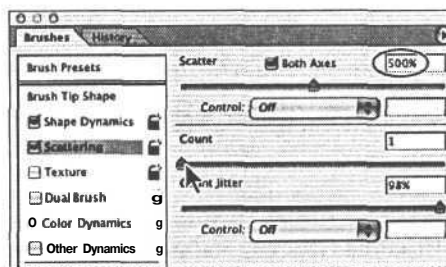 Brushes History
Brush Presets
Brush Tip Shape
Shape Dynamics
Scattering
Texture
Dual Brush g
O Color Dynamics g
Other Dynamics g
Scatter Both Axes 500%
Control: Off
Count 1
Count Jitter 98%
Control: Off